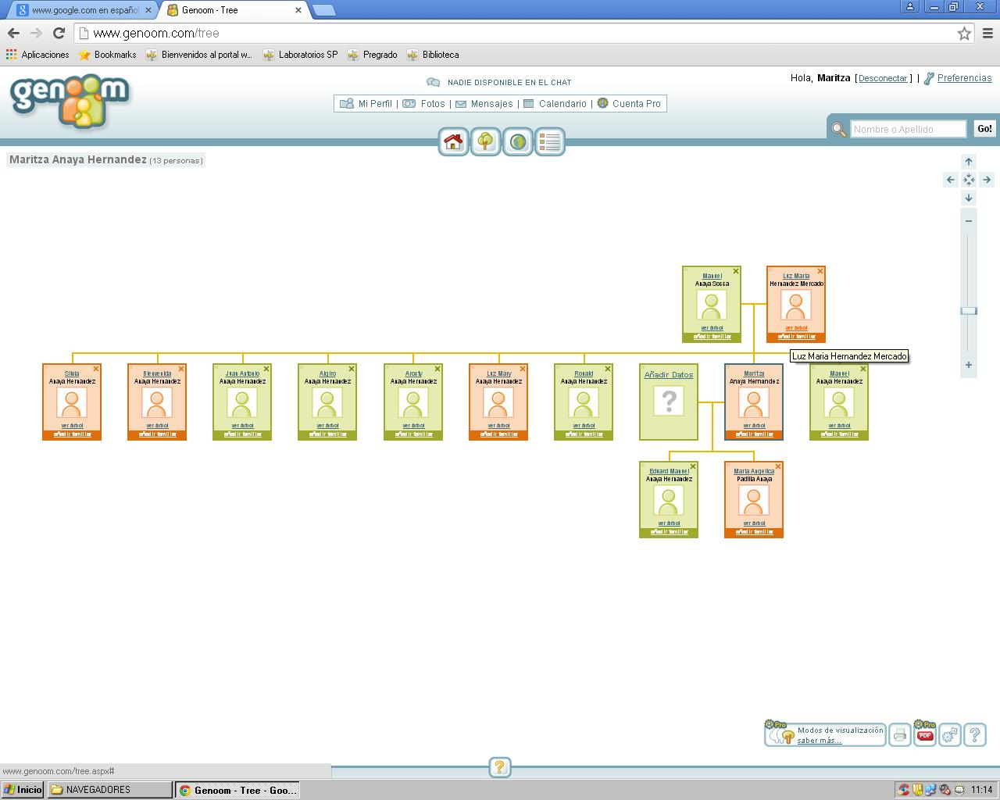 www.google.com en español
Genoom - Tree
www.genoom.com/tree
Aplicaciones
Bookmarks
Bienvenidos al portal w...
Laboratorios SP
Pregrado
Biblioteca
genoom
NADIE DISPONIBLE EN EL CHAT
Hola, Maritza [Desconectar] | Preferencias
Mi Perfil | Fotos | Mensajes | Calendario | Cuenta Pro
Nombre o Apellido
Go!
Maritza Anaya Hernandez (13 personas)
Manuel
Anaya Sossa
ver árbol
añadir familiar
Luz Maria
Hernandez Mercado
ver árbol
añadir familiar
Luz Maria Hernandez Mercado
Silvia
Anaya Hernandez
ver árbol
añadir familiar
Bienvenida
Anaya Hernandez
ver árbol
añadir familiar
Juan Antonio
Anaya Hernandez
ver árbol
añadir familiar
Algiro
Anaya Hernandez
ver árbol
añadir familiar
Arosty
Anaya Hernandez
ver árbol
añadir familiar
Luz Mary
Anaya Hernandez
ver árbol
añadir familiar
Ronald
Anaya Hernandez
ver árbol
añadir familiar
Añadir Datos
?
Maritza
Anaya Hernandez
ver árbol
añadir familiar
Manuel
Anaya Hernandez
ver árbol
añadir familiar
Eduard Manuel
Anaya Hernandez
ver árbol
añadir familiar
Maria Angelica
Padilla Anaya
ver árbol
añadir familiar
Pro
Modos de visualización
saber más...
Pro
PDF
?
www.genoom.com/tree.aspx#
?
Inicio
NAVEGADORES
Genoom - Tree - Goo...
11:14